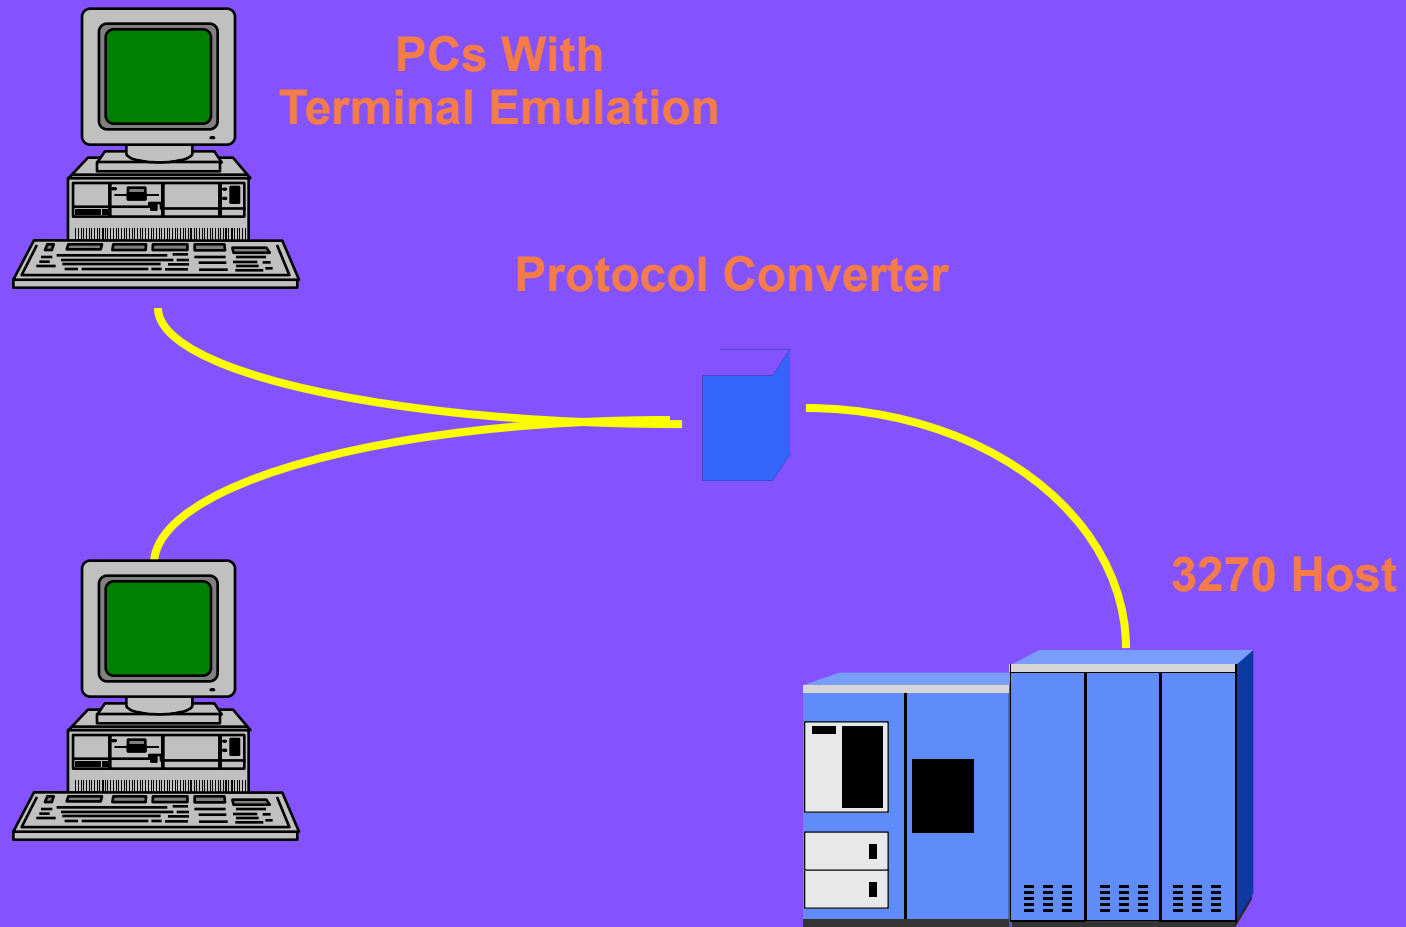 PCs With
Terminal Emulation
Protocol Converter
3270 Host